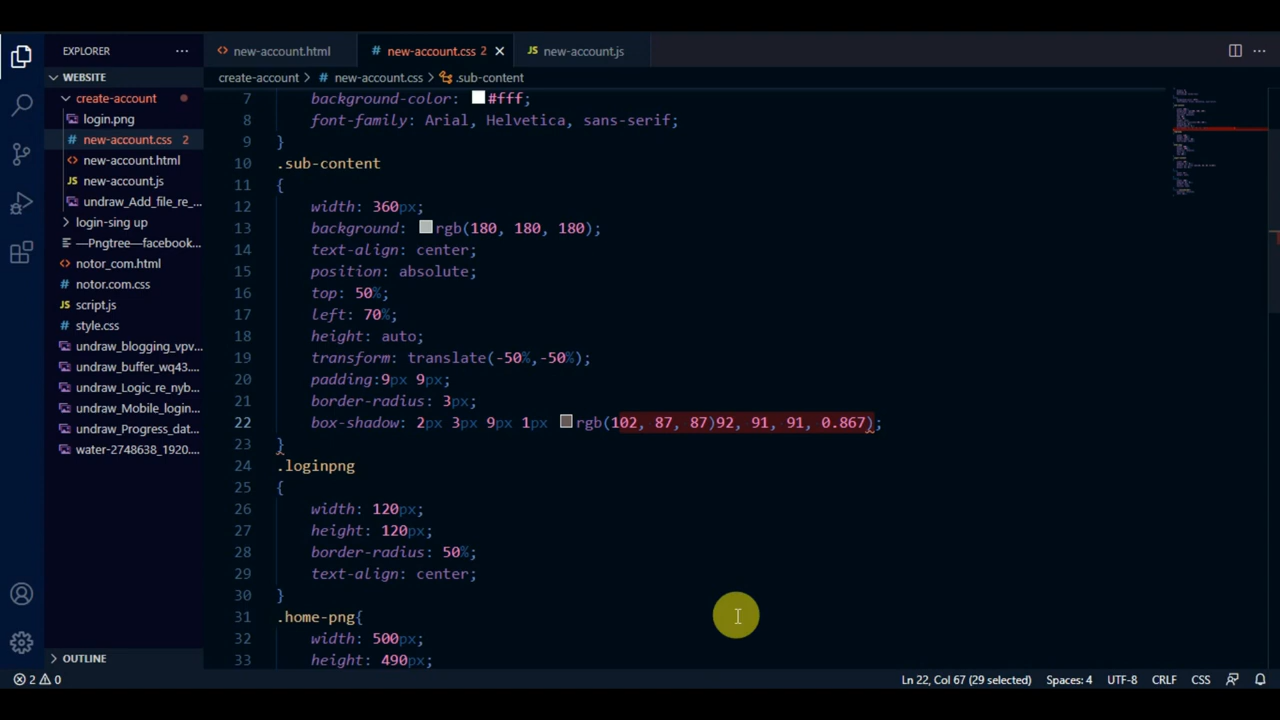 EXPLORER
new-account.html
new-account.css 2
new-account.js
WEBSITE
create-account
new-account.css
.sub-content
create-account
login.png
new-account.css 2
new-account.html
new-account.js
undraw_Add_file_re_...
login-sing up
—Pngtree—facebook...
notor_com.html
notor.com.css
script.js
style.css
undraw_blogging_vpv...
undraw_buffer_wq43....
undraw_Logic_re_nyb...
undraw_Mobile_login...
undraw_Progress_dat...
water-2748638_1920....
OUTLINE
7 background-color: #fff;
8 font-family: Arial, Helvetica, sans-serif;
9 }
10 .sub-content
11 {
12 width: 360px;
13 background: rgb(180, 180, 180);
14 text-align: center;
15 position: absolute;
16 top: 50%;
17 left: 70%;
18 height: auto;
19 transform: translate(-50%,-50%);
20 padding:9px 9px;
21 border-radius: 3px;
22 box-shadow: 2px 3px 9px 1px rgb(102, 87, 87)92, 91, 91, 0.867);
23 }
24 .loginpng
25 {
26 width: 120px;
27 height: 120px;
28 border-radius: 50%;
29 text-align: center;
30 }
31 .home-png{
32 width: 500px;
33 height: 490px;
2 0
Ln 22, Col 67 (29 selected)
Spaces: 4
UTF-8
CRLF
CSS